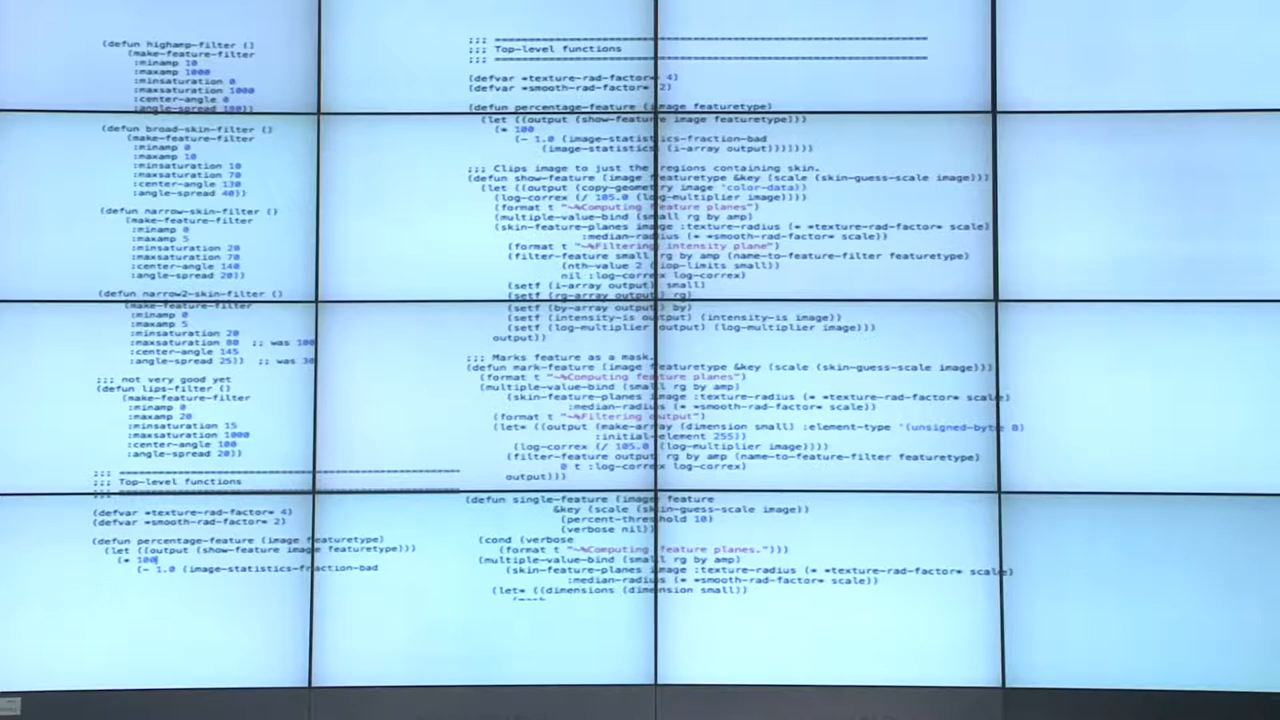 (defun highamp-filter ()
(make-feature-filter
:minamp 10
:maxamp 1000
:minsaturation 0
:maxsaturation 1000
:center-angle 0
:angle-spread 180))
(defun broad-skin-filter ()
(make-feature-filter
:minamp 0
:maxamp 10
:minsaturation 10
:maxsaturation 70
:center-angle 130
:angle-spread 40))
(defun narrow-skin-filter ()
(make-feature-filter
:minamp 0
:maxamp 5
:minsaturation 20
:maxsaturation 70
:center-angle 140
:angle-spread 20))
(defun narrow2-skin-filter ()
(make-feature-filter
:minamp 0
:maxamp 5
:minsaturation 20
:maxsaturation 80 ;; was 100
:center-angle 145
:angle-spread 25)) ;; was 30
;;; not very good yet
(defun lips-filter ()
(make-feature-filter
:minamp 0
:maxamp 20
:minsaturation 15
:maxsaturation 1000
:center-angle 100
:angle-spread 20))
;;; ====================================================
;;; Top-level functions
;;; ====================================================
(defvar *texture-rad-factor* 4)
(defvar *smooth-rad-factor* 2)
(defun percentage-feature (image featuretype)
(let ((output (show-feature image featuretype)))
(* 100
(- 1.0 (image-statistics-fraction-bad
;;; ====================================================
;;; Top-level functions
;;; ====================================================
(defvar *texture-rad-factor* 4)
(defvar *smooth-rad-factor* 2)
(defun percentage-feature (image featuretype)
(let ((output (show-feature image featuretype)))
(* 100
(- 1.0 (image-statistics-fraction-bad
(image-statistics (i-array output)))))))
;;; Clips image to just the regions containing skin.
(defun show-feature (image featuretype &key (scale (skin-guess-scale image)))
(let ((output (copy-geometry image 'color-data))
(log-correx (/ 105.0 (log-multiplier image))))
(format t "~%Computing feature planes")
(multiple-value-bind (small rg by amp)
(skin-feature-planes image :texture-radius (* *texture-rad-factor* scale)
:median-radius (* *smooth-rad-factor* scale))
(format t "~%Filtering intensity plane")
(filter-feature small rg by amp (name-to-feature-filter featuretype)
(nth-value 2 (iop-limits small))
nil :log-correx log-correx)
(setf (i-array output) small)
(setf (rg-array output) rg)
(setf (by-array output) by)
(setf (intensity-is output) (intensity-is image))
(setf (log-multiplier output) (log-multiplier image)))
output))
;;; Marks feature as a mask.
(defun mark-feature (image featuretype &key (scale (skin-guess-scale image)))
(format t "~%Computing feature planes")
(multiple-value-bind (small rg by amp)
(skin-feature-planes image :texture-radius (* *texture-rad-factor* scale)
:median-radius (* *smooth-rad-factor* scale))
(format t "~%Filtering output")
(let* ((output (make-array (dimension small) :element-type '(unsigned-byte 8)
:initial-element 255))
(log-correx (/ 105.0 (log-multiplier image))))
(filter-feature output rg by amp (name-to-feature-filter featuretype)
0 t :log-correx log-correx)
output)))
(defun single-feature (image feature
&key (scale (skin-guess-scale image))
(percent-threshold 10)
(verbose nil))
(cond (verbose
(format t "~%Computing feature planes.")))
(multiple-value-bind (small rg by amp)
(skin-feature-planes image :texture-radius (* *texture-rad-factor* scale)
:median-radius (* *smooth-rad-factor* scale))
(let* ((dimensions (dimension small))